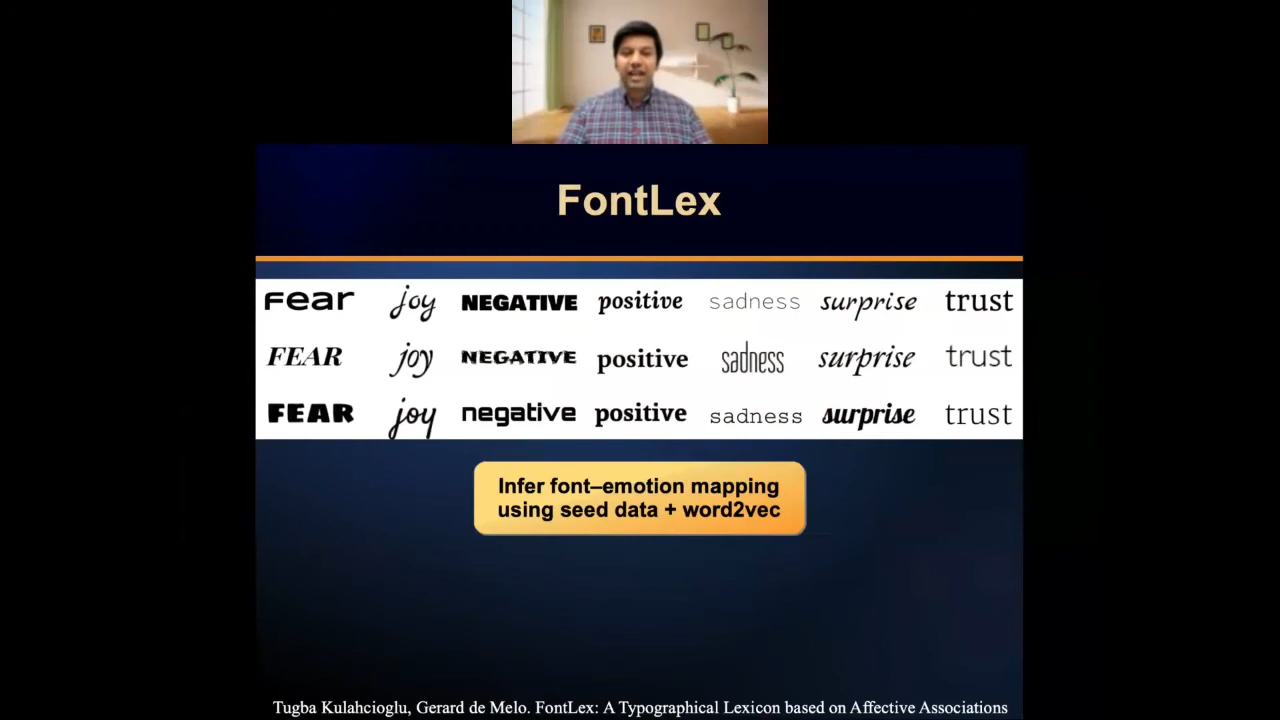 FontLex
Fear joy NEGATIVE positive sadness surprise trust
FEAR joy NEGATIVE positive sadness surprise trust
FEAR joy negative positive sadness surprise trust
Infer font–emotion mapping
using seed data + word2vec
Tugba Kulahcioglu, Gerard de Melo. FontLex: A Typographical Lexicon based on Affective Associations